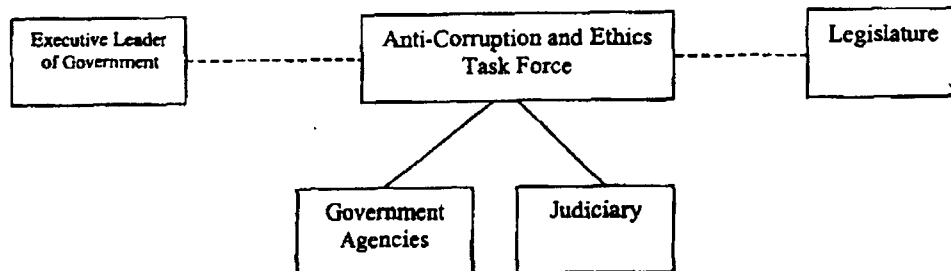 Executive Leader
of Government
Anti-Corruption and Ethics
Task Force
Legislature
Government
Agencies
Judiciary